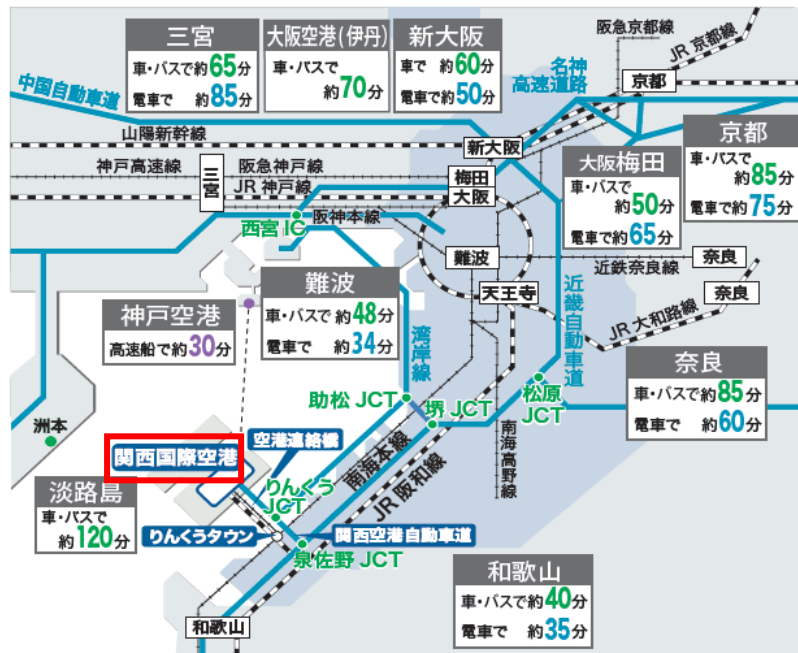 三宮
車・バスで約65分
電車で 約85分
大阪空港(伊丹)
車・バスで
約70分
新大阪
車で 約60分
電車で約50分
阪急京都線
JR 京都線
名神
高速道路
京都
中国自動車道
山陽新幹線
新大阪
神戸高速線
阪急神戸線
三宮
JR 神戸線
梅田
大阪
阪神本線
西宮 IC
大阪梅田
車・バスで
約50分
電車で
約65分
京都
車・バスで
約85分
電車で約75分
難波
近鉄奈良線
奈良
天王寺
奈良
JR 大和路線
近畿自動車道
神戸空港
高速船で約30分
難波
車・バスで 約48分
電車で 約34分
湾岸線
奈良
車・バスで約85分
電車で 約60分
助松 JCT
堺 JCT
松原
JCT
洲本
関西国際空港
空港連絡橋
南海本線
JR 阪和線
南海高野線
淡路島
車・バスで
約120分
りんくう
JCT
りんくうタウン
関西空港自動車道
泉佐野 JCT
和歌山
車・バスで約40分
電車で 約35分
和歌山